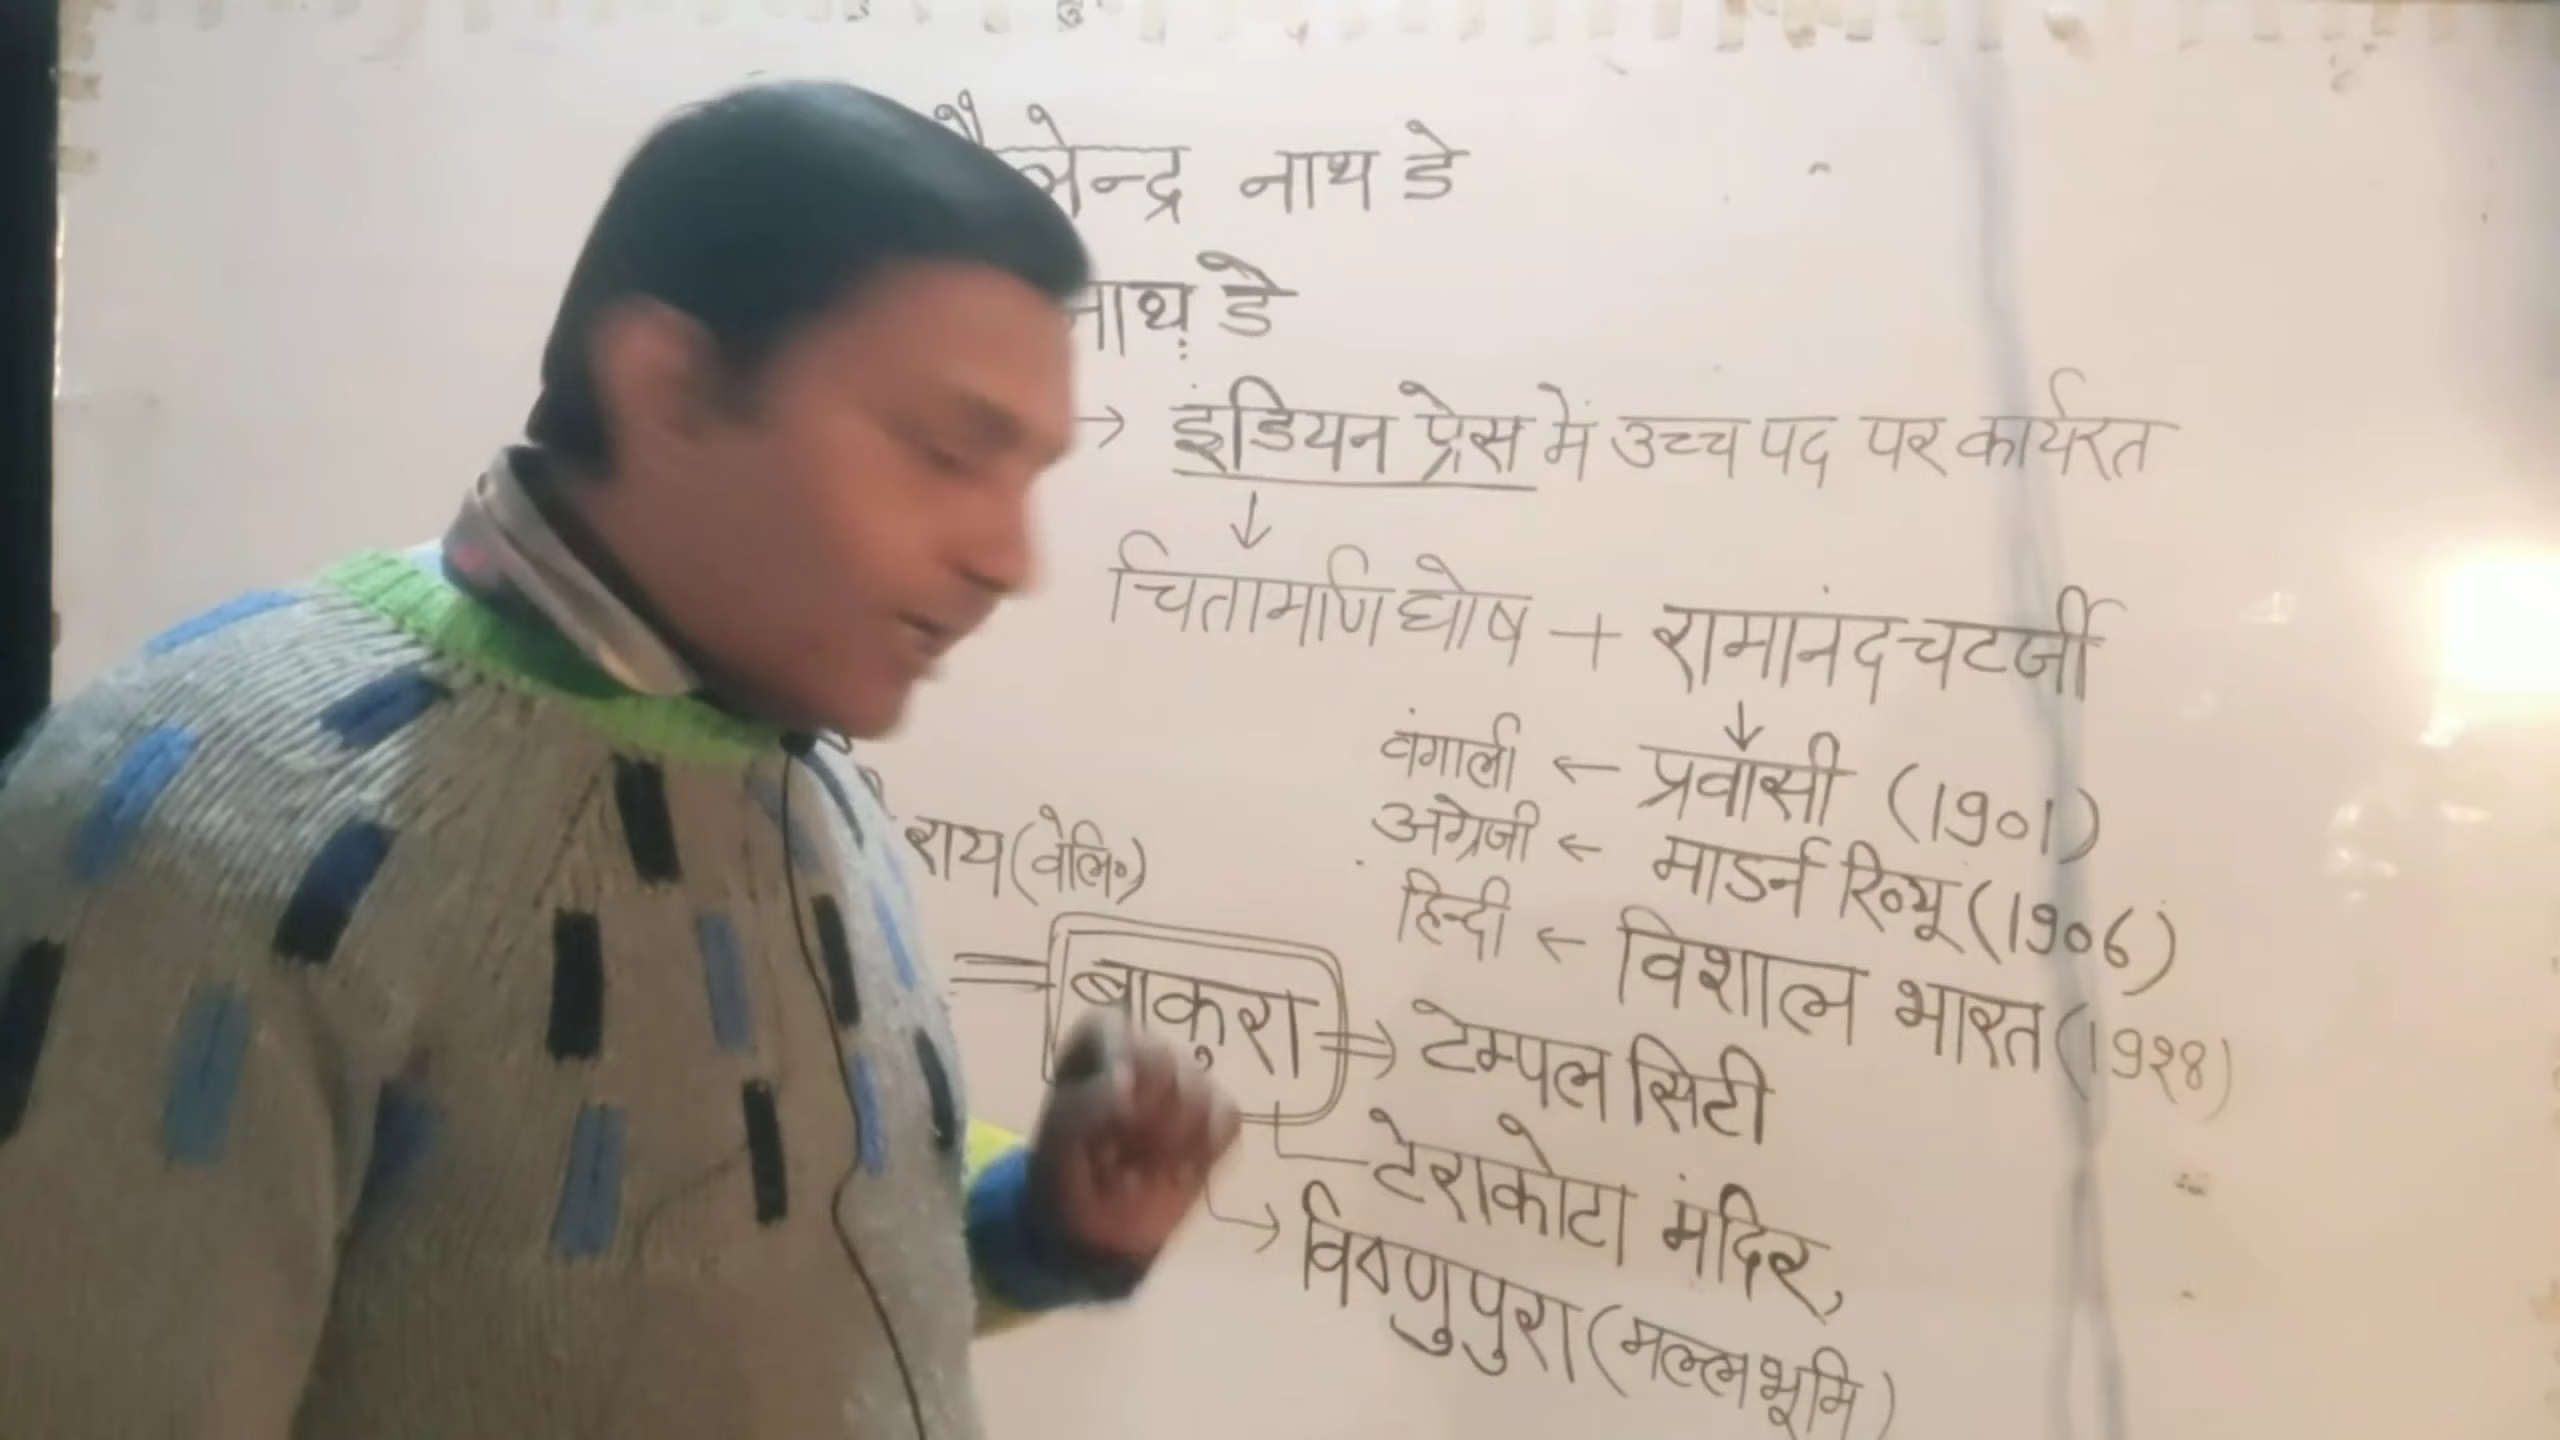 नाथ डे
डे
→ इंडियन प्रेस में उच्च पद पर कार्यरत
↓
चिंतामणि घोष + रामानंद चटर्जी
↓
वंगाली ← प्रवासी (1901)
अंग्रेजी ← मार्डन रिव्यू (1906)
हिन्दी ← विशाल भारत (1928)
राय (वेलि॰)
बाकुरा ⇒ टेम्पल सिटी
टेराकोटा मंदिर,
→ विष्णुपुरा (मल्लभूमि)